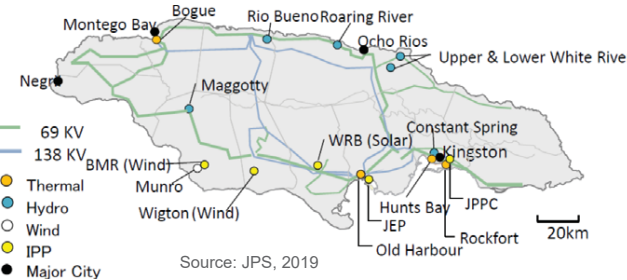 Bogue
Montego Bay
Rio Bueno
Roaring River
Ocho Rios
Upper & Lower White Rive
Negr
Maggotty
69 KV
138 KV
Constant Spring
WRB (Solar)
Kingston
BMR (Wind)
Munro
Wigton (Wind)
Hunts Bay
JPPC
JEP
Rockfort
Old Harbour
Thermal
Hydro
Wind
IPP
Major City
20km
Source: JPS, 2019